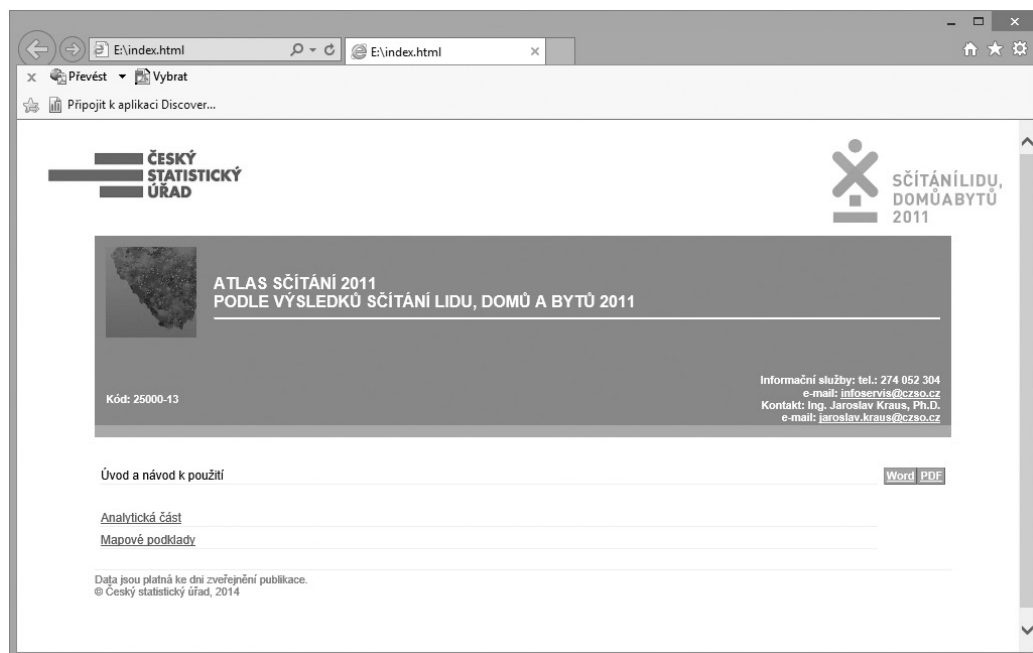 E:\index.html
E:\index.html
Převést Vybrat
Připojit k aplikaci Discover...
ČESKÝ
STATISTICKÝ
ÚŘAD
SČÍTÁNÍLIDU,
DOMŮABYTŮ
2011
ATLAS SČÍTÁNÍ 2011
PODLE VÝSLEDKŮ SČÍTÁNÍ LIDU, DOMŮ A BYTŮ 2011
Kód: 25000-13
Informační služby: tel.: 274 052 304
e-mail: infoservis@czso.cz
Kontakt: Ing. Jaroslav Kraus, Ph.D.
e-mail: jaroslav.kraus@czso.cz
Úvod a návod k použití
Word PDF
Analytická část
Mapové podklady
Data jsou platná ke dni zveřejnění publikace.
© Český statistický úřad, 2014